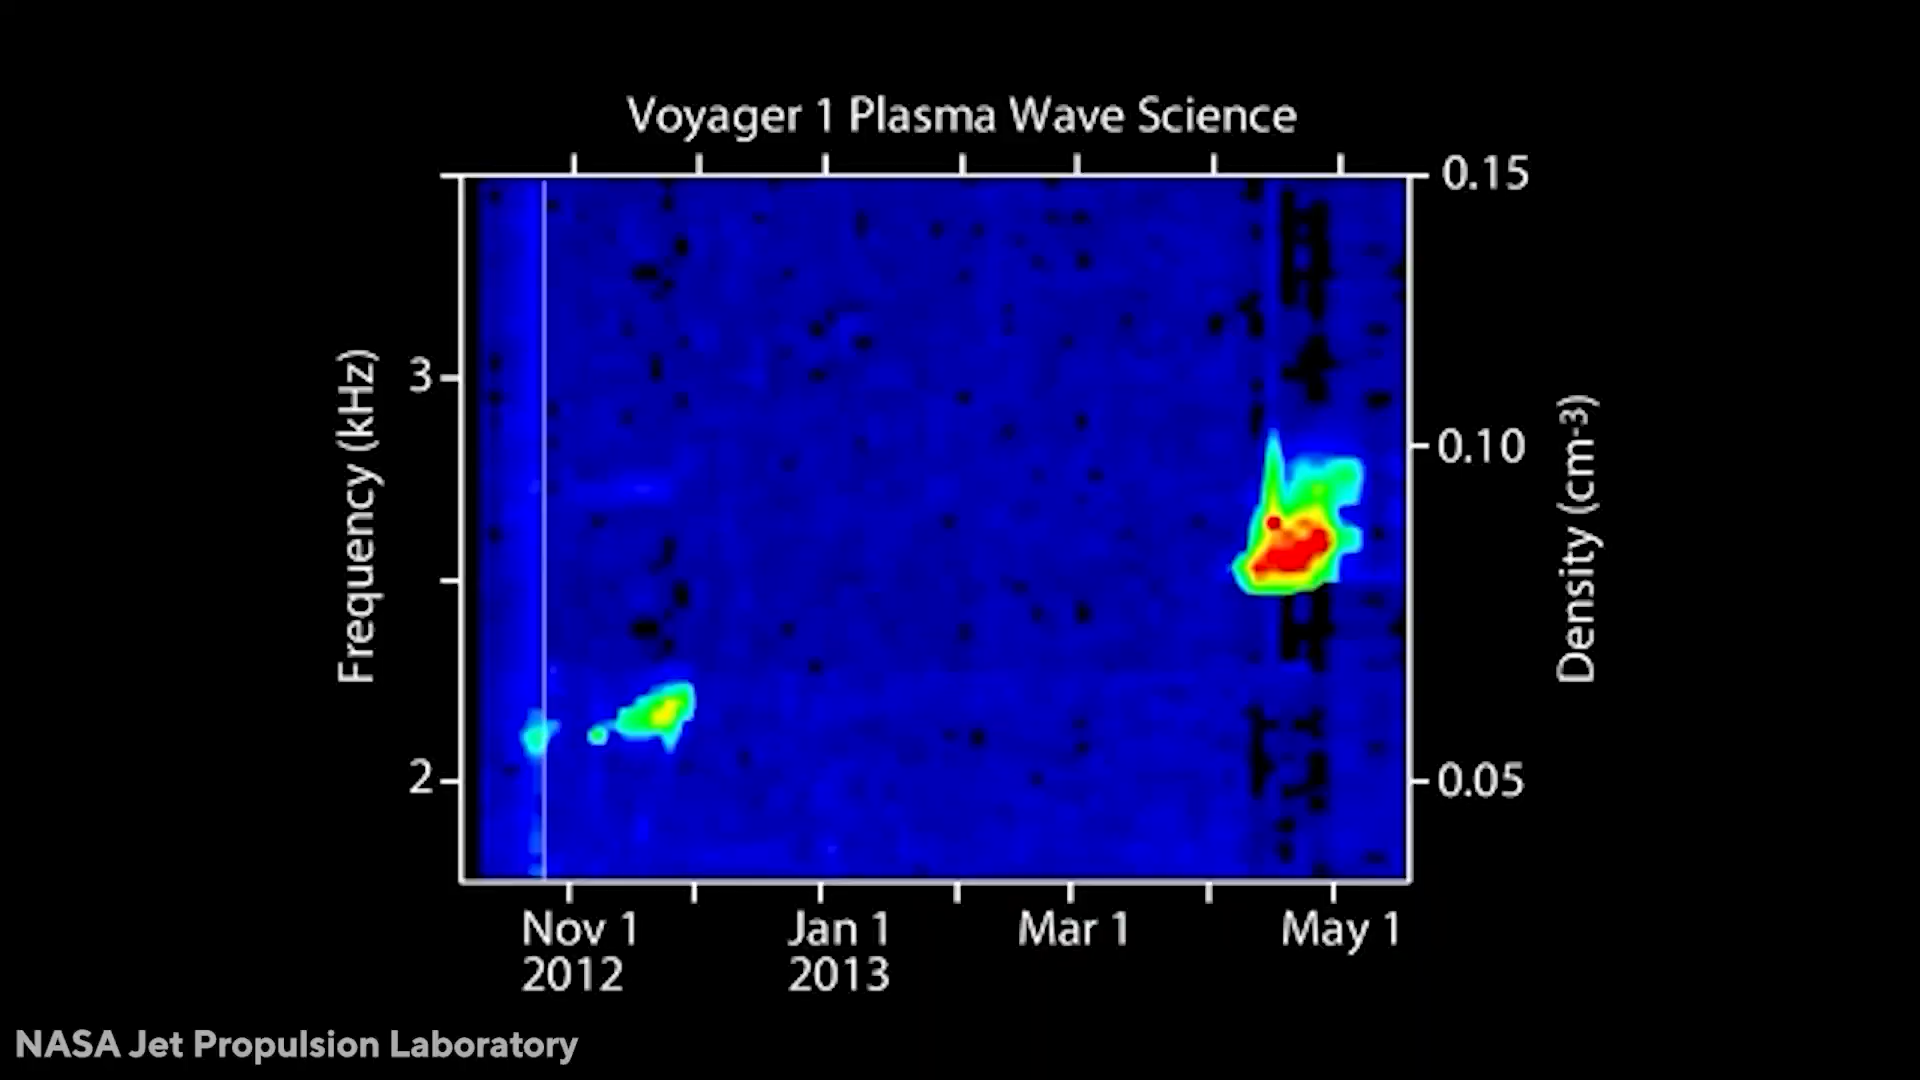 Voyager 1 Plasma Wave Science
0.15
3
0.10
Frequency (kHz)
Density (cm-3)
2
0.05
Nov 1 Jan 1 Mar 1 May 1
2012 2013
NASA Jet Propulsion Laboratory